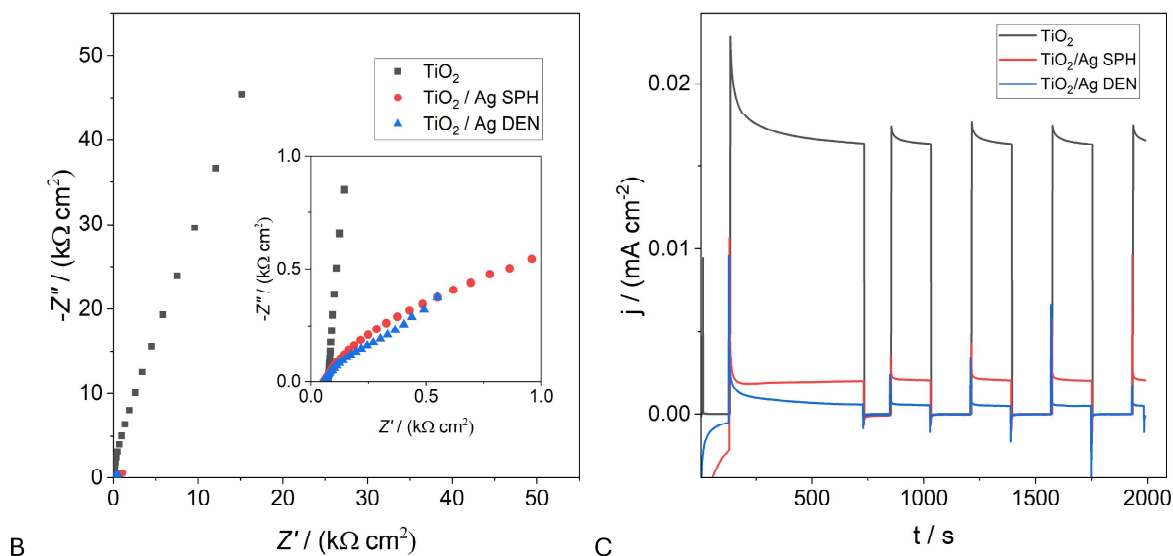 50
40
30
20
10
0
-Z″ / (kΩ cm²)
0
10
20
30
40
50
Z′ / (kΩ cm²)
TiO₂
TiO₂ / Ag SPH
TiO₂ / Ag DEN
1.0
0.5
0.0
-Z″ / (kΩ cm²)
0.0
0.5
1.0
Z′ / (kΩ cm²)
B
0.02
0.01
0.00
j / (mA cm⁻²)
500
1000
1500
2000
t / s
TiO₂
TiO₂/Ag SPH
TiO₂/Ag DEN
C